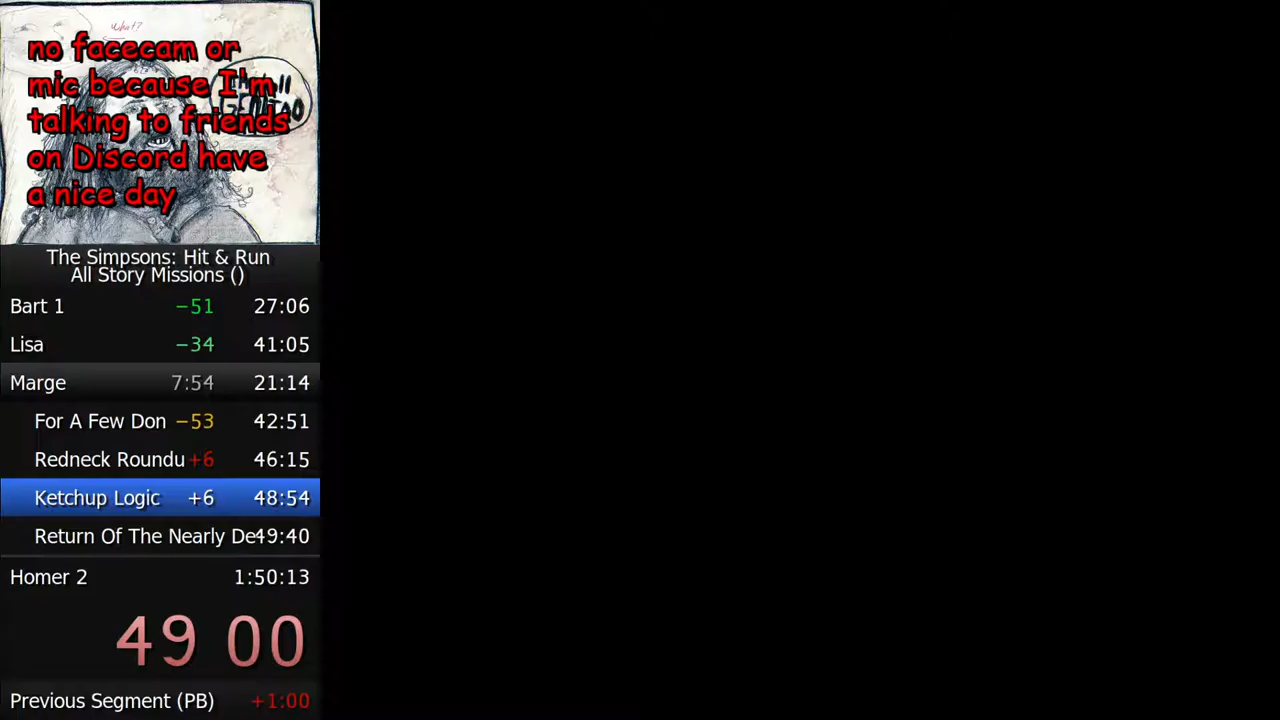 What?
no facecam or
mic because I'm
talking to friends
on Discord have
a nice day
The Simpsons: Hit & Run
All Story Missions ()
Bart 1 −51 27:06
Lisa −34 41:05
Marge 7:54 21:14
For A Few Don −53 42:51
Redneck Roundu +6 46:15
Ketchup Logic +6 48:54
Return Of The Nearly De 49:40
Homer 2 1:50:13
49 00
Previous Segment (PB) +1:00